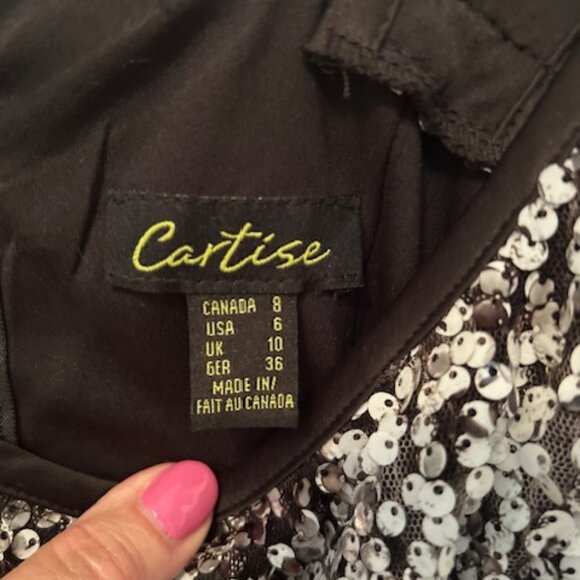 Cartise
CANADA 8
USA 6
UK 10
GER 36
MADE IN/
FAIT AU CANADA